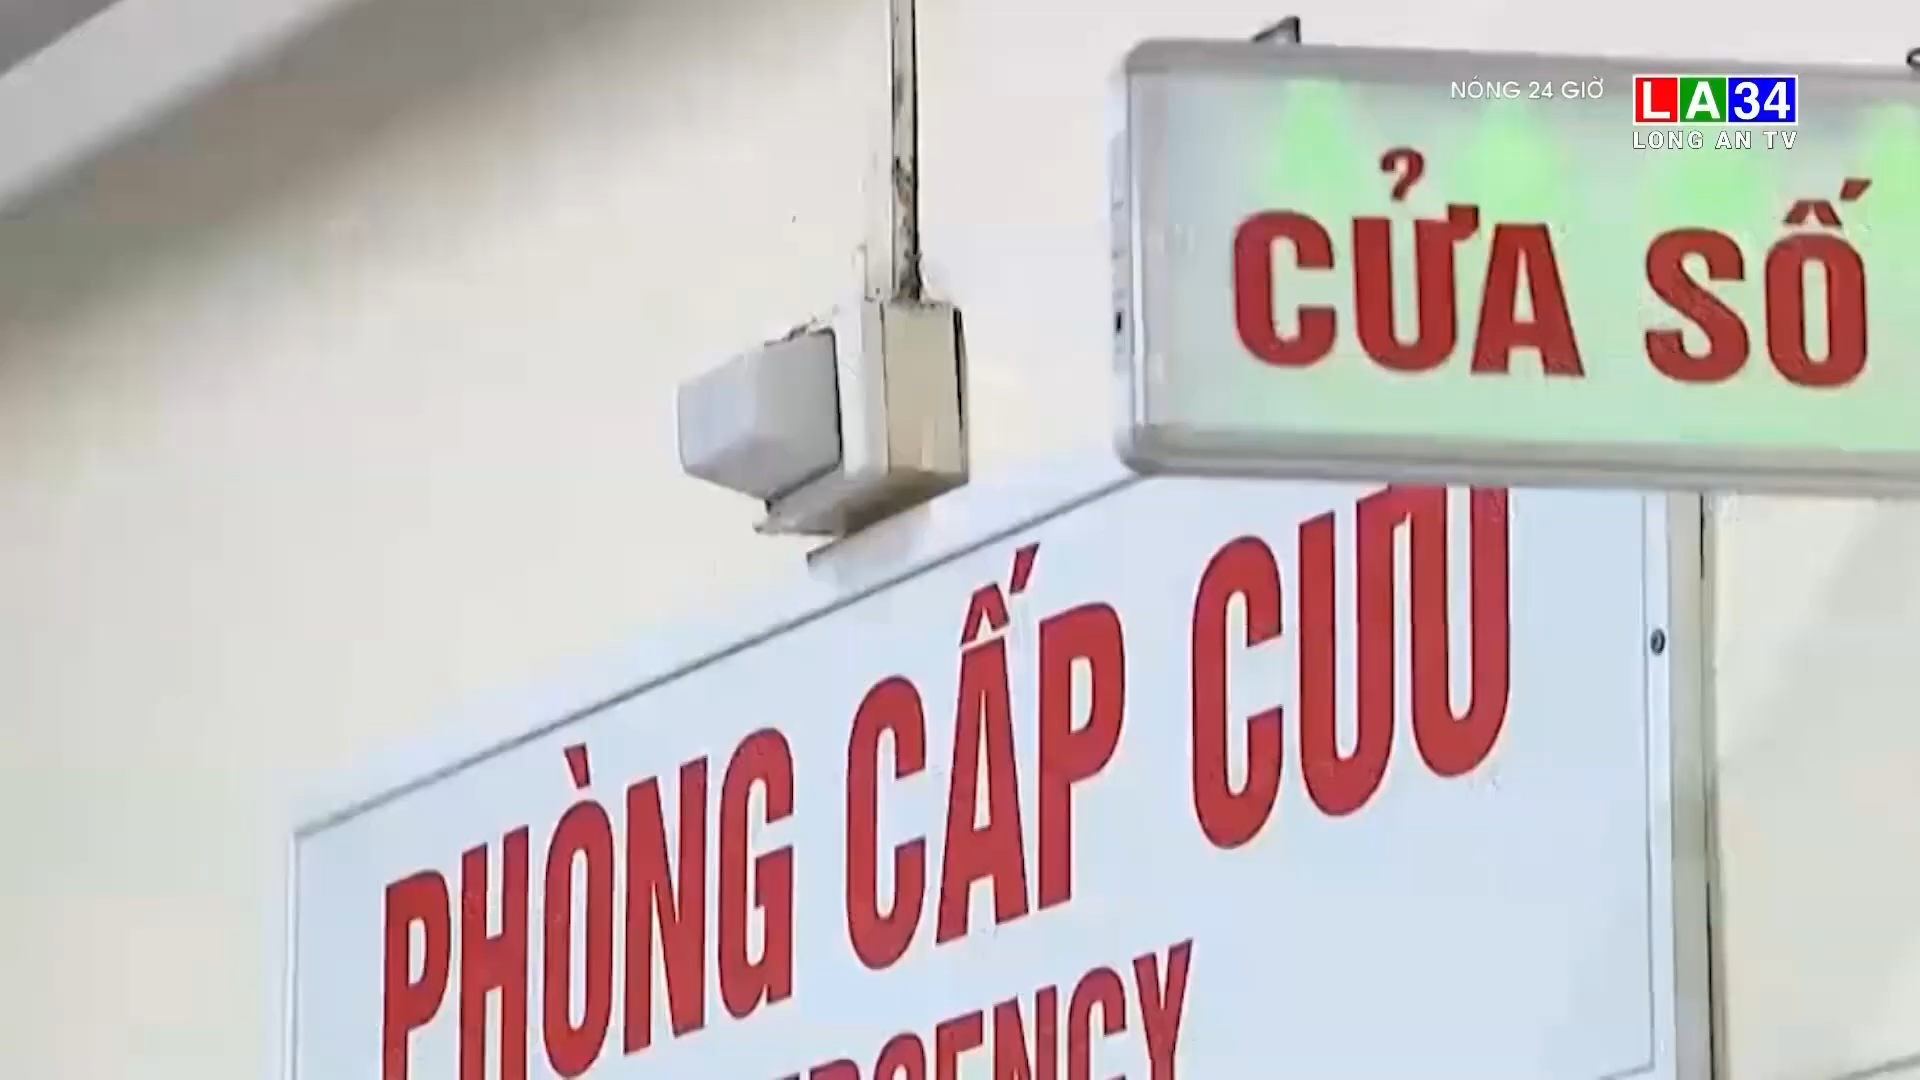 NÓNG 24 GIỜ
LA34
LONG AN TV
CỬA SỐ
PHÒNG CẤP CỨU